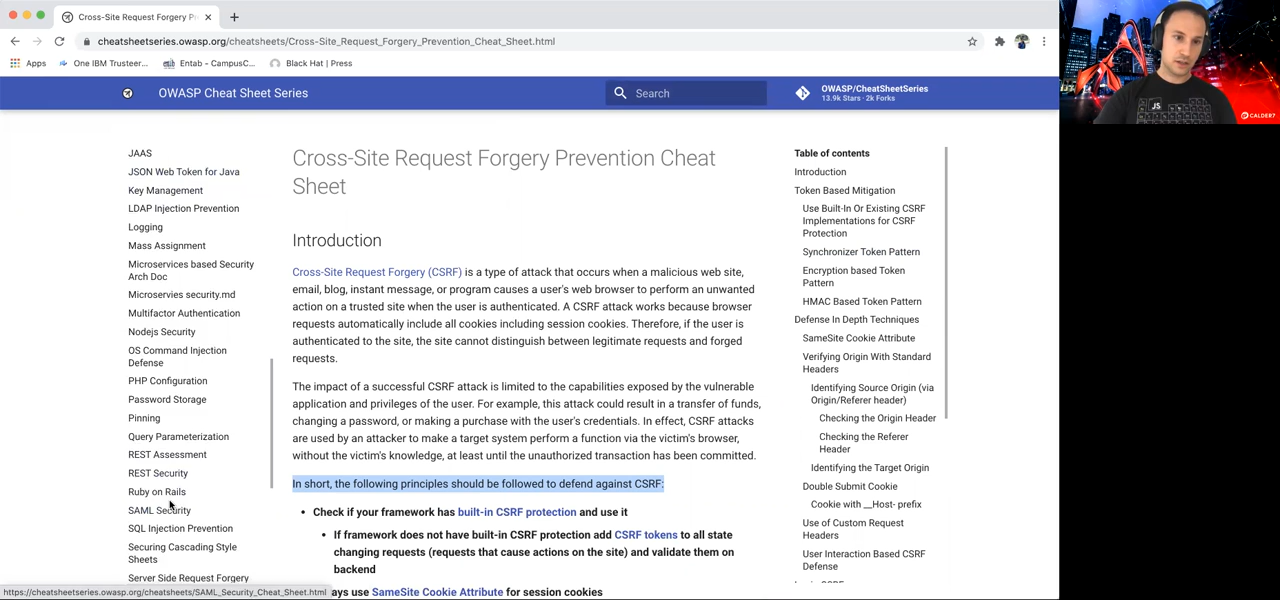 Cross-Site Request Forgery Pr
cheatsheetseries.owasp.org/cheatsheets/Cross-Site_Request_Forgery_Prevention_Cheat_Sheet.html
Apps
One IBM Trusteer...
Entab - CampusC...
Black Hat | Press
OWASP Cheat Sheet Series
Search
OWASP/CheatSheetSeries
13.9k Stars · 2k Forks
JAAS
JSON Web Token for Java
Key Management
LDAP Injection Prevention
Logging
Mass Assignment
Microservices based Security
Arch Doc
Microservies security.md
Multifactor Authentication
Nodejs Security
OS Command Injection
Defense
PHP Configuration
Password Storage
Pinning
Query Parameterization
REST Assessment
REST Security
Ruby on Rails
SAML Security
SQL Injection Prevention
Securing Cascading Style
Sheets
Server Side Request Forgery
https://cheatsheetseries.owasp.org/cheatsheets/SAML_Security_Cheat_Sheet.html
Cross-Site Request Forgery Prevention Cheat
Sheet
Introduction
Cross-Site Request Forgery (CSRF) is a type of attack that occurs when a malicious web site,
email, blog, instant message, or program causes a user's web browser to perform an unwanted
action on a trusted site when the user is authenticated. A CSRF attack works because browser
requests automatically include all cookies including session cookies. Therefore, if the user is
authenticated to the site, the site cannot distinguish between legitimate requests and forged
requests.
The impact of a successful CSRF attack is limited to the capabilities exposed by the vulnerable
application and privileges of the user. For example, this attack could result in a transfer of funds,
changing a password, or making a purchase with the user's credentials. In effect, CSRF attacks
are used by an attacker to make a target system perform a function via the victim's browser,
without the victim's knowledge, at least until the unauthorized transaction has been committed.
In short, the following principles should be followed to defend against CSRF:
• Check if your framework has built-in CSRF protection and use it
• If framework does not have built-in CSRF protection add CSRF tokens to all state
changing requests (requests that cause actions on the site) and validate them on
backend
ays use SameSite Cookie Attribute for session cookies
Table of contents
Introduction
Token Based Mitigation
Use Built-In Or Existing CSRF
Implementations for CSRF
Protection
Synchronizer Token Pattern
Encryption based Token
Pattern
HMAC Based Token Pattern
Defense In Depth Techniques
SameSite Cookie Attribute
Verifying Origin With Standard
Headers
Identifying Source Origin (via
Origin/Referer header)
Checking the Origin Header
Checking the Referer
Header
Identifying the Target Origin
Double Submit Cookie
Cookie with __Host- prefix
Use of Custom Request
Headers
User Interaction Based CSRF
Defense
JS
CALDER7